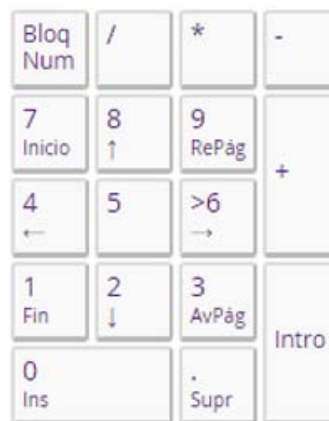 Bloq / * -
Num
7 8 9
Inicio ↑ RePág
+
4 5 >6
← →
1 2 3
Fin ↓ AvPág
Intro
0 .
Ins Supr